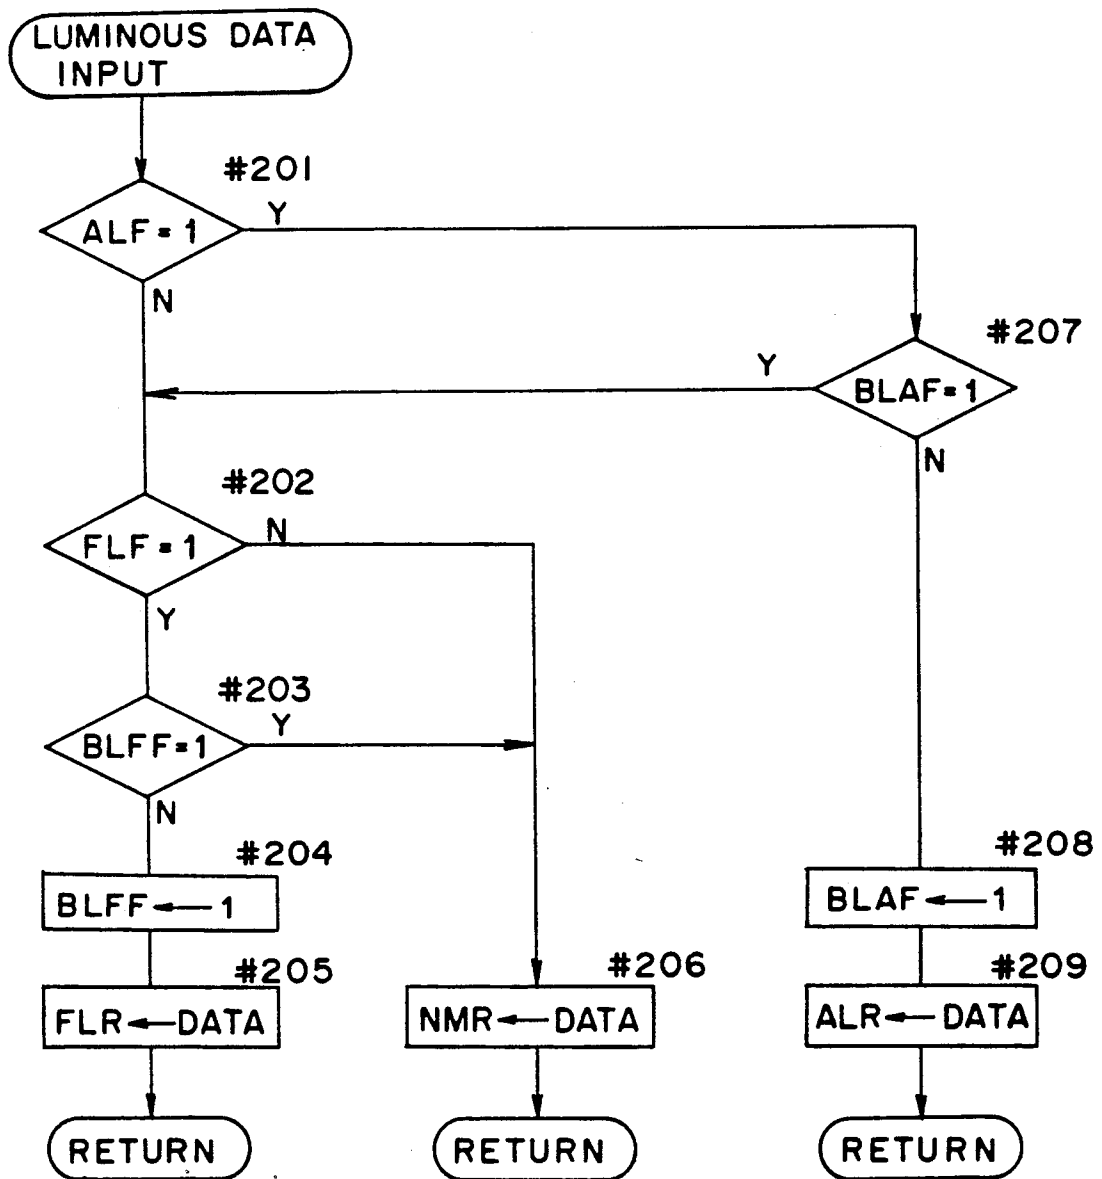 LUMINOUS DATA
INPUT
#201
ALF=1
Y
N
#207
BLAF=1
Y
N
#202
FLF=1
N
Y
#203
BLFF=1
Y
N
#204
BLFF←1
#208
BLAF←1
#205
FLR←DATA
#206
NMR←DATA
#209
ALR←DATA
RETURN
RETURN
RETURN